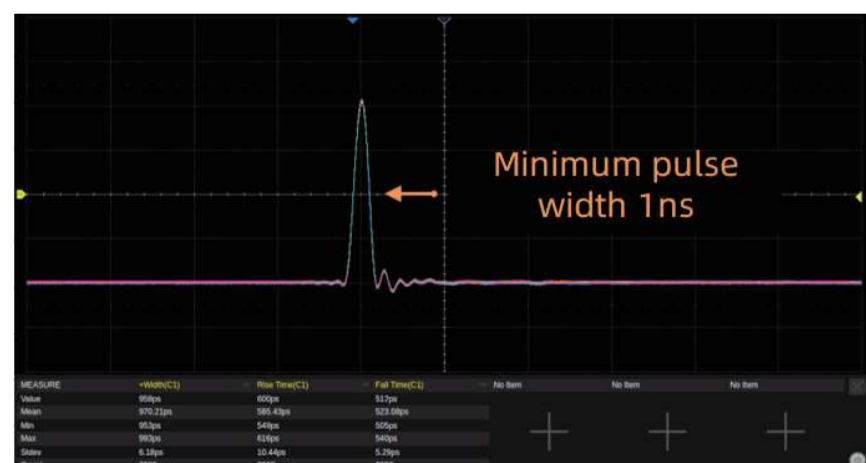 Minimum pulse
width 1ns
MEASURE +Width(C1) Rise Time(C1) Fall Time(C1) No Item No Item No Item
Value 958ps 600ps 517ps
Mean 970.21ps 585.43ps 523.08ps
Min 953ps 549ps 505ps
Max 993ps 616ps 540ps
Stdev 6.18ps 10.44ps 5.29ps